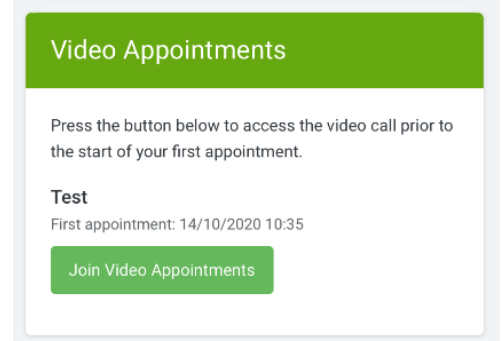 Video Appointments
Press the button below to access the video call prior to
the start of your first appointment.
Test
First appointment: 14/10/2020 10:35
Join Video Appointments